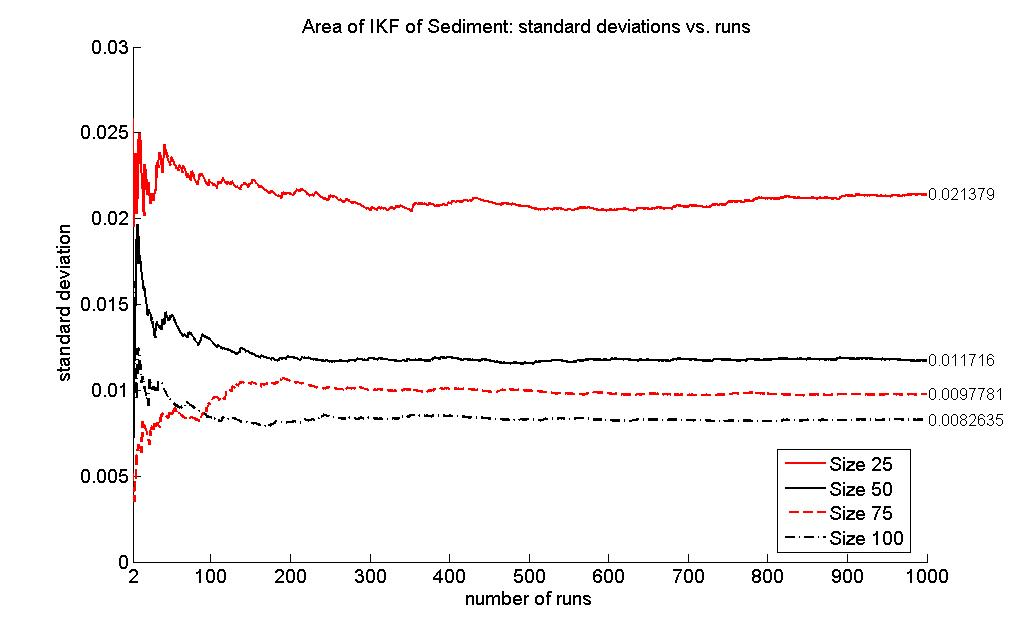 Area of IKF of Sediment: standard deviations vs. runs
0.03
0.025
0.02
0.015
0.01
0.005
0
standard deviation
0.021379
0.011716
0.0097781
0.0082635
Size 25
Size 50
Size 75
Size 100
2 100 200 300 400 500 600 700 800 900 1000
number of runs